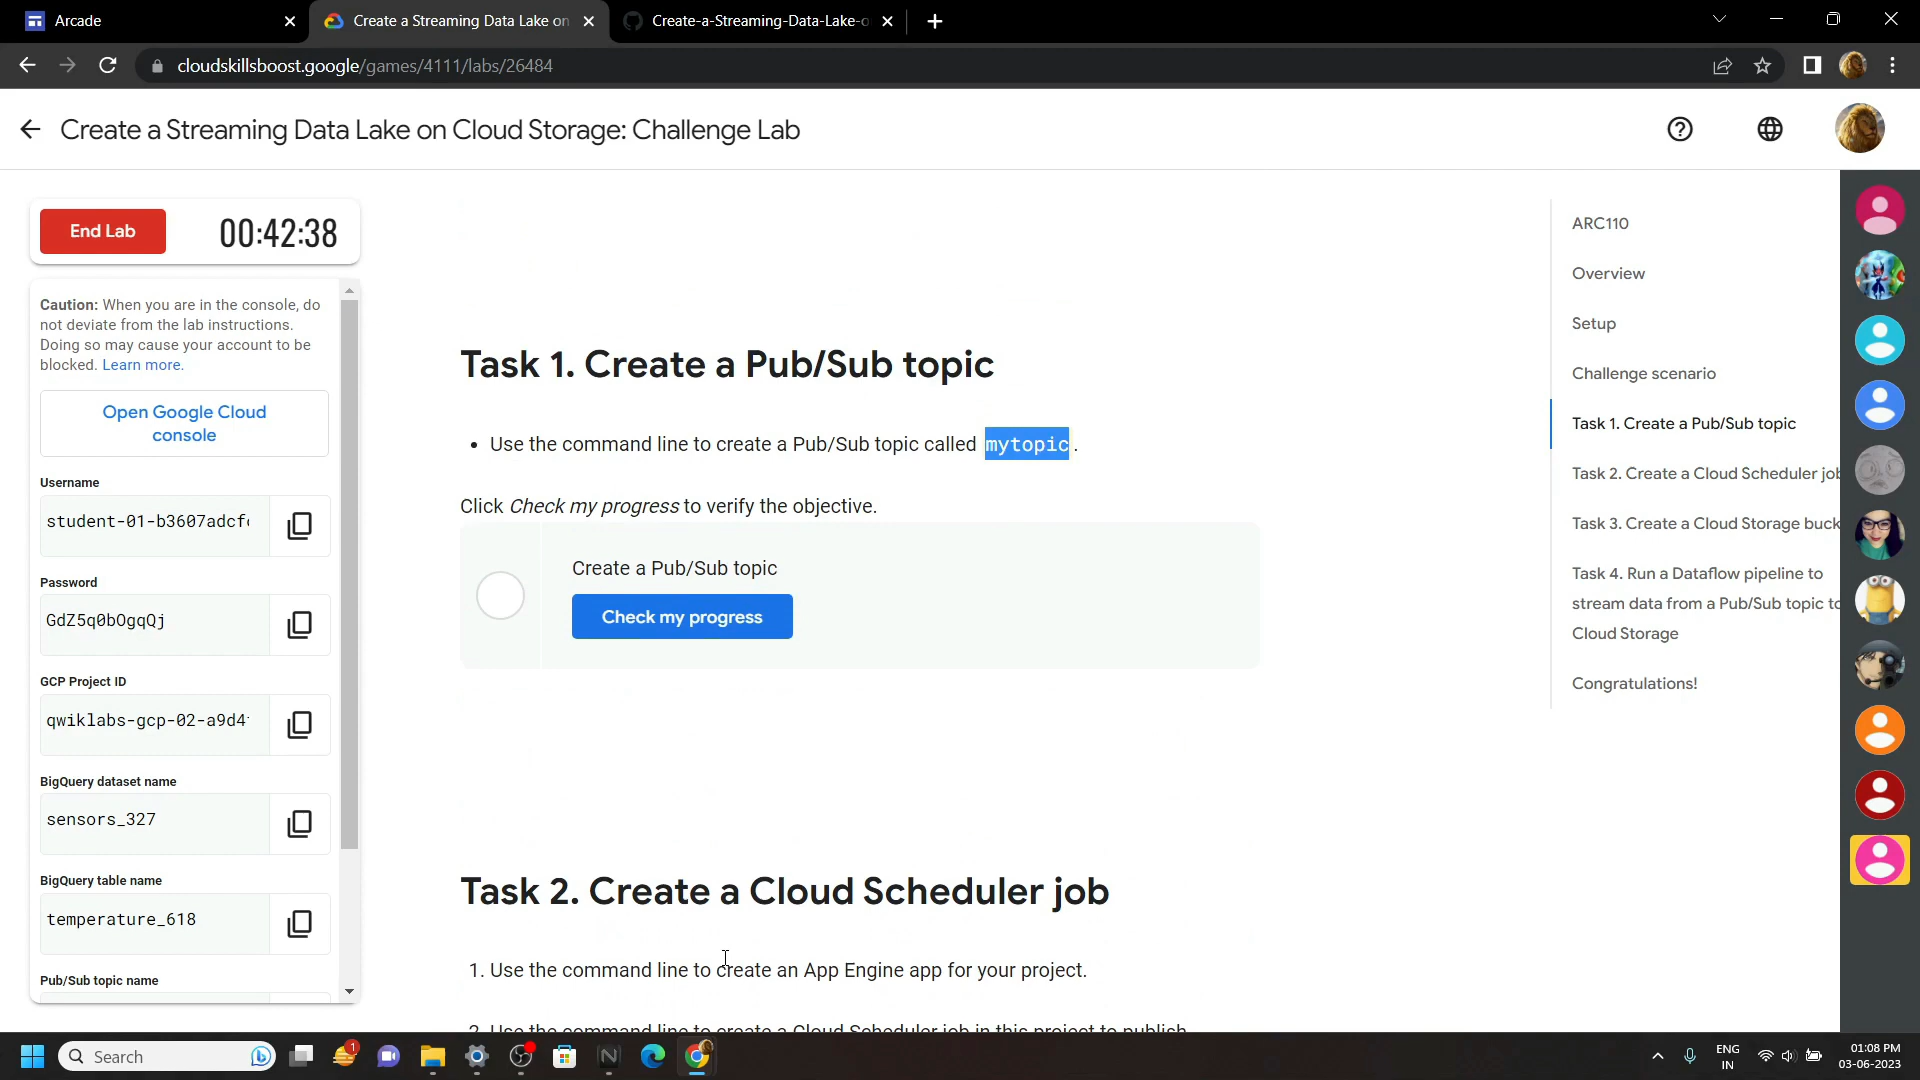 Arcade
Create a Streaming Data Lake on
Create-a-Streaming-Data-Lake-o
cloudskillsboost.google/games/4111/labs/26484
Create a Streaming Data Lake on Cloud Storage: Challenge Lab
End Lab
00:42:38
Caution: When you are in the console, do
not deviate from the lab instructions.
Doing so may cause your account to be
blocked. Learn more.
Open Google Cloud
console
Username
student-01-b3607adcf
Password
GdZ5q0bOgqQj
GCP Project ID
qwiklabs-gcp-02-a9d4
BigQuery dataset name
sensors_327
BigQuery table name
temperature_618
Pub/Sub topic name
Task 1. Create a Pub/Sub topic
• Use the command line to create a Pub/Sub topic called mytopic.
Click Check my progress to verify the objective.
Create a Pub/Sub topic
Check my progress
Task 2. Create a Cloud Scheduler job
1. Use the command line to create an App Engine app for your project.
2. Use the command line to create a Cloud Scheduler job in this project to publish
ARC110
Overview
Setup
Challenge scenario
Task 1. Create a Pub/Sub topic
Task 2. Create a Cloud Scheduler job
Task 3. Create a Cloud Storage buck
Task 4. Run a Dataflow pipeline to
stream data from a Pub/Sub topic to
Cloud Storage
Congratulations!
Search
1
ENG
IN
01:08 PM
03-06-2023